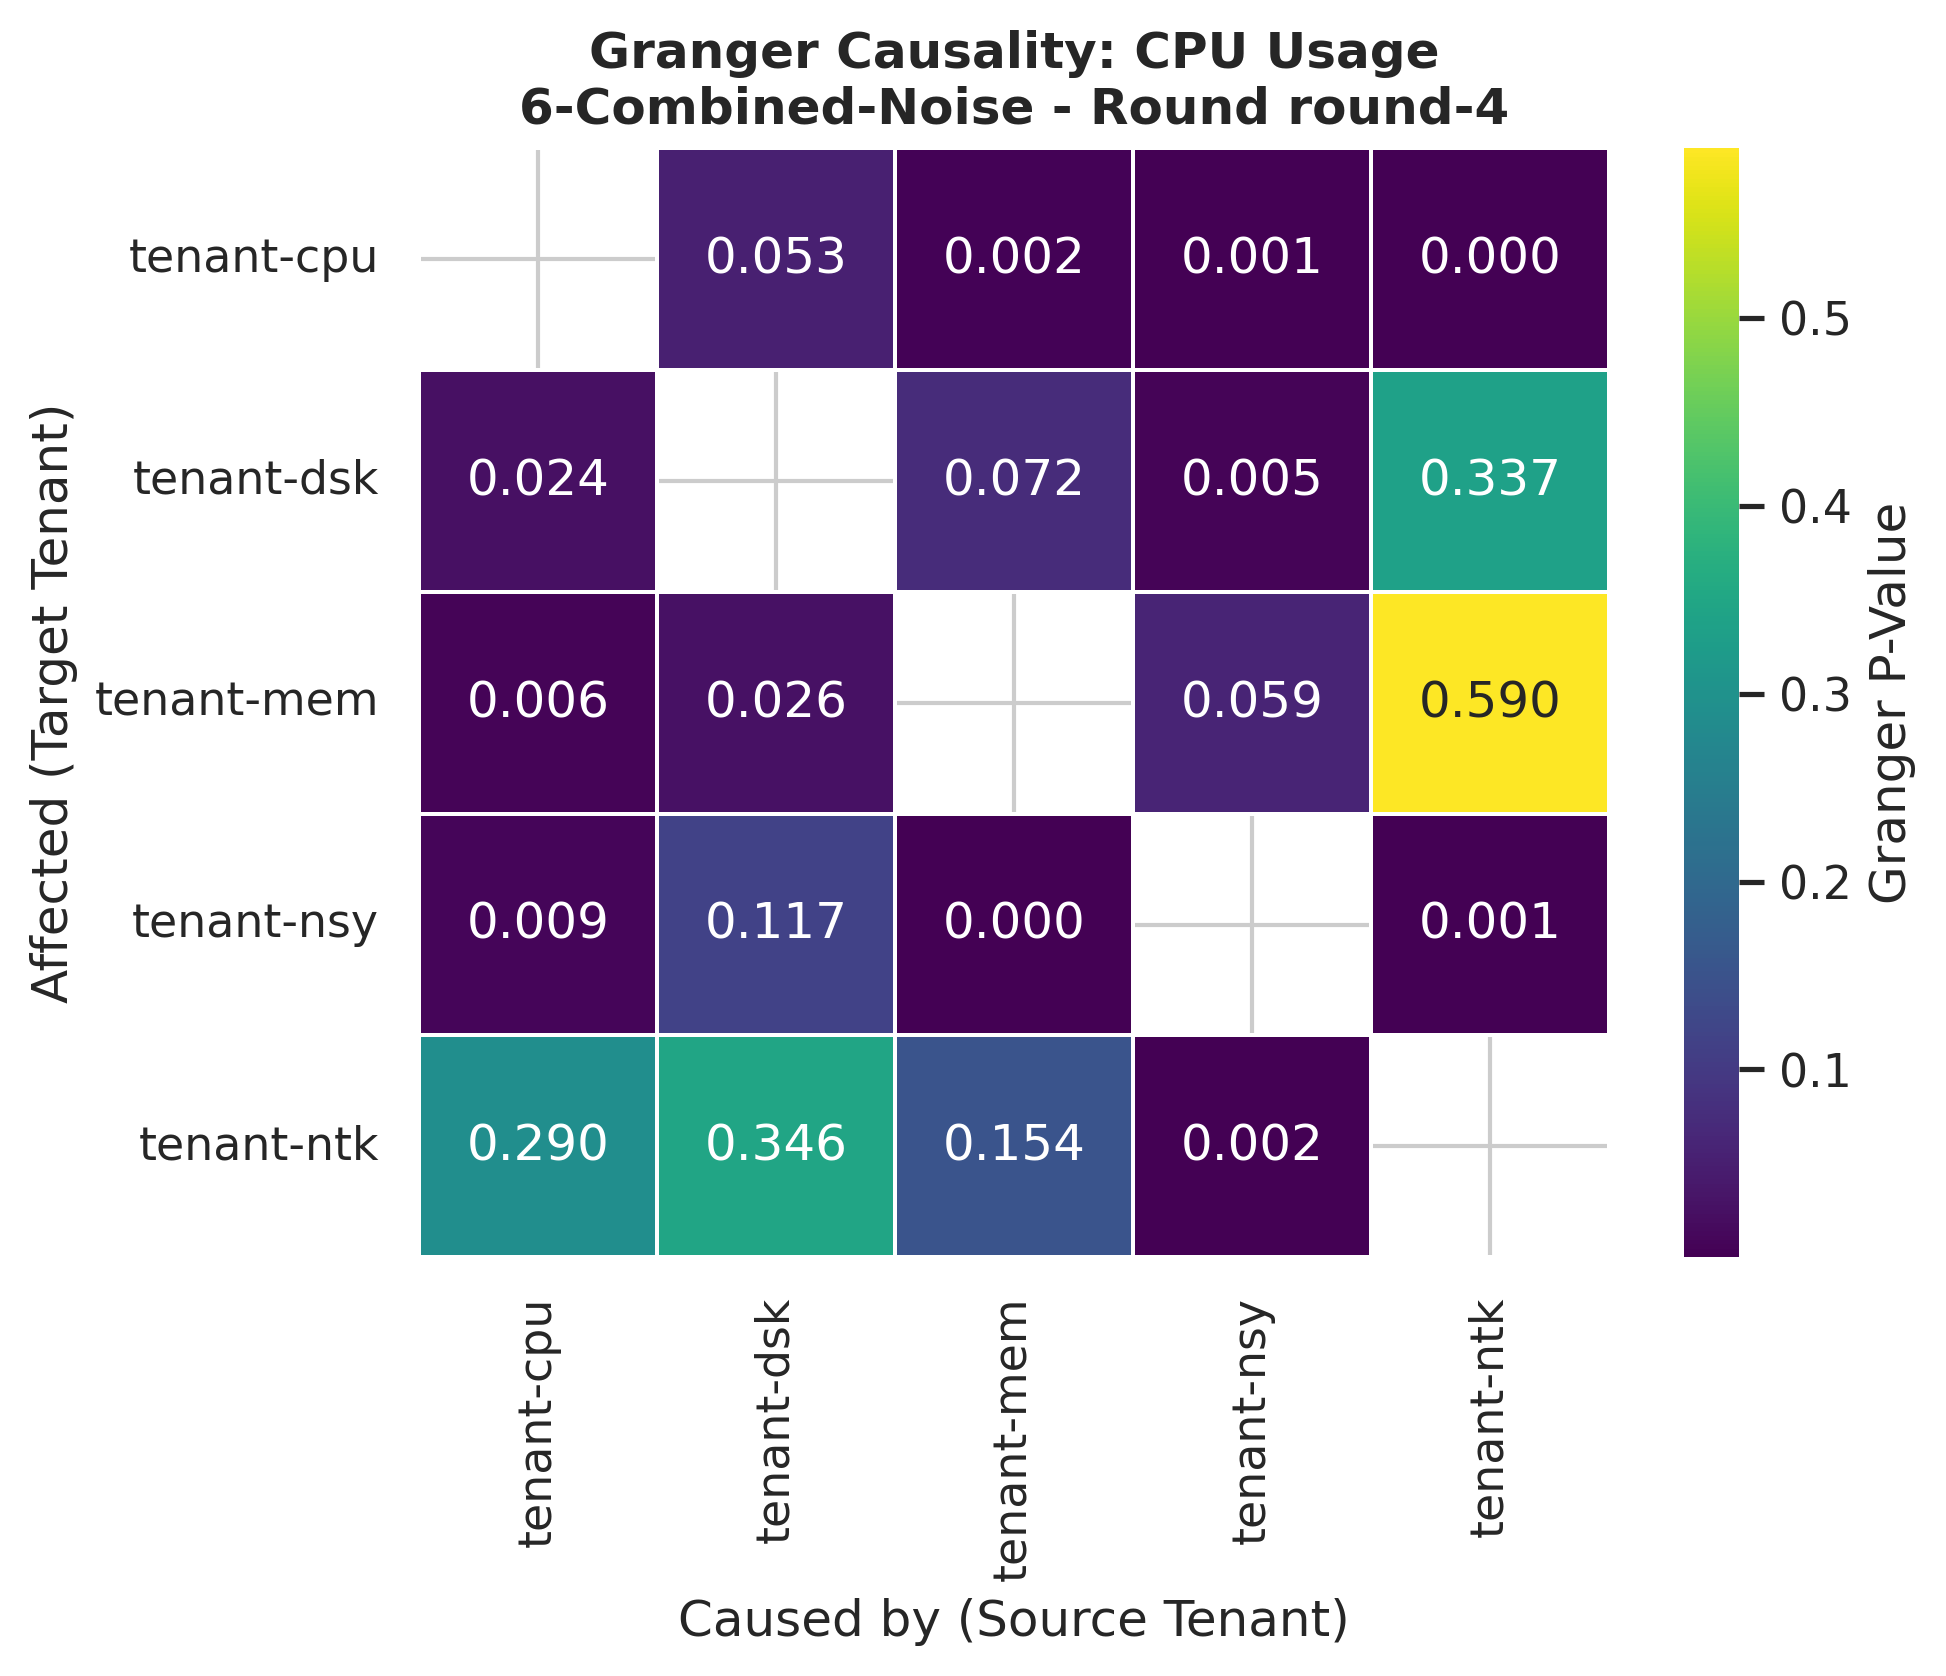 Granger Causality: CPU Usage
6-Combined-Noise - Round round-4
Affected (Target Tenant)
tenant-cpu
0.053 0.002 0.001 0.000
tenant-dsk
0.024 0.072 0.005 0.337
tenant-mem
0.006 0.026 0.059 0.590
tenant-nsy
0.009 0.117 0.000 0.001
tenant-ntk
0.290 0.346 0.154 0.002
tenant-cpu
tenant-dsk
tenant-mem
tenant-nsy
tenant-ntk
Caused by (Source Tenant)
0.5
0.4
0.3
0.2
0.1
Granger P-Value